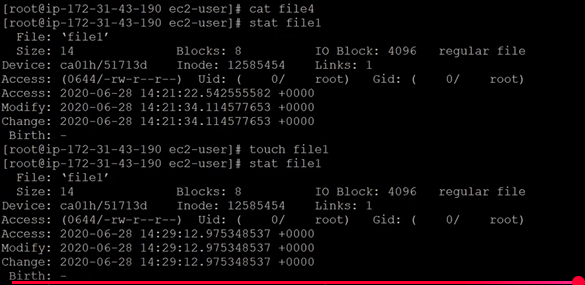 [root@ip-172-31-43-190 ec2-user]# cat file4
[root@ip-172-31-43-190 ec2-user]# stat file1
  File: ‘file1’
  Size: 14              Blocks: 8          IO Block: 4096   regular file
Device: ca01h/51713d    Inode: 12585454    Links: 1
Access: (0644/-rw-r--r--)  Uid: (    0/    root)   Gid: (    0/    root)
Access: 2020-06-28 14:21:22.542555582 +0000
Modify: 2020-06-28 14:21:34.114577653 +0000
Change: 2020-06-28 14:21:34.114577653 +0000
 Birth: -
[root@ip-172-31-43-190 ec2-user]# touch file1
[root@ip-172-31-43-190 ec2-user]# stat file1
  File: ‘file1’
  Size: 14              Blocks: 8          IO Block: 4096   regular file
Device: ca01h/51713d    Inode: 12585454    Links: 1
Access: (0644/-rw-r--r--)  Uid: (    0/    root)   Gid: (    0/    root)
Access: 2020-06-28 14:29:12.975348537 +0000
Modify: 2020-06-28 14:29:12.975348537 +0000
Change: 2020-06-28 14:29:12.975348537 +0000
 Birth: -